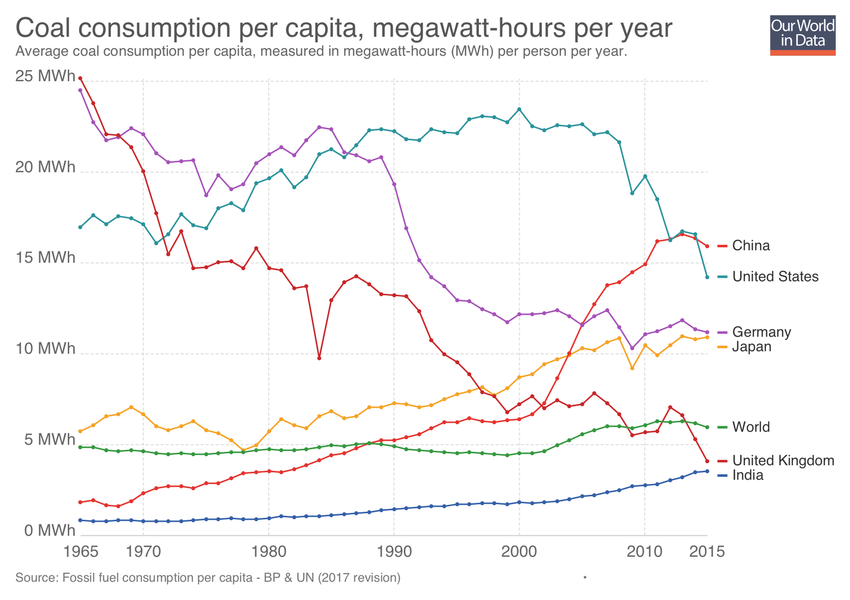 Coal consumption per capita, megawatt-hours per year
Average coal consumption per capita, measured in megawatt-hours (MWh) per person per year.
Our World
in Data
25 MWh
20 MWh
15 MWh
10 MWh
5 MWh
0 MWh
China
United States
Germany
Japan
World
United Kingdom
India
1965 1970 1980 1990 2000 2010 2015
Source: Fossil fuel consumption per capita - BP & UN (2017 revision)